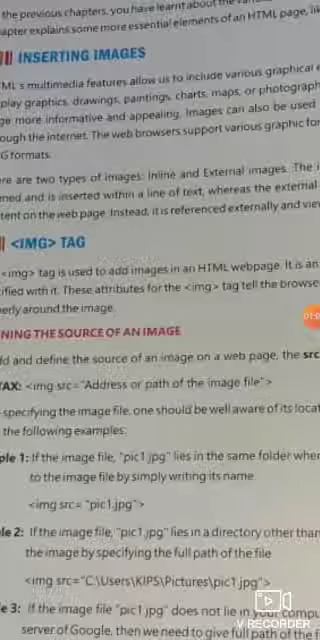 the previous chapters, you have learnt about the
apter explains some more essential elements of an HTML page, lik
INSERTING IMAGES
ML s multimedia features allow us to include various graphical e
play graphics, drawings, paintings, charts, maps, or photograph
ge more informative and appealing. Images can also be used
ough the internet. The web browsers support various graphic for
G formats.
ere are two types of images: Inline and External images. The i
ned and is inserted within a line of text, whereas the external
tent on the web page. Instead, it is referenced externally and vie
<IMG> TAG
<img> tag is used to add images in an HTML webpage. It is an
ified with it. These attributes for the <img> tag tell the browse
erly around the image.
01:0
NING THE SOURCE OF AN IMAGE
dd and define the source of an image on a web page, the src
TAX: <img src="Address or path of the image file">
specifying the image file, one should be well aware of its locat
the following examples:
ple 1: If the image file, "pic1.jpg" lies in the same folder wher
to the image file by simply writing its name.
<img src= "pic1.jpg">
le 2: If the image file, "pic1.jpg" lies in a directory other than
the image by specifying the full path of the file.
<img src="C:\Users\KIPS\Pictures\pic1.jpg">
e 3: If the image file "pic1.jpg" does not lie in your compu
V RECORDER
server of Google, then we need to give full path of the i